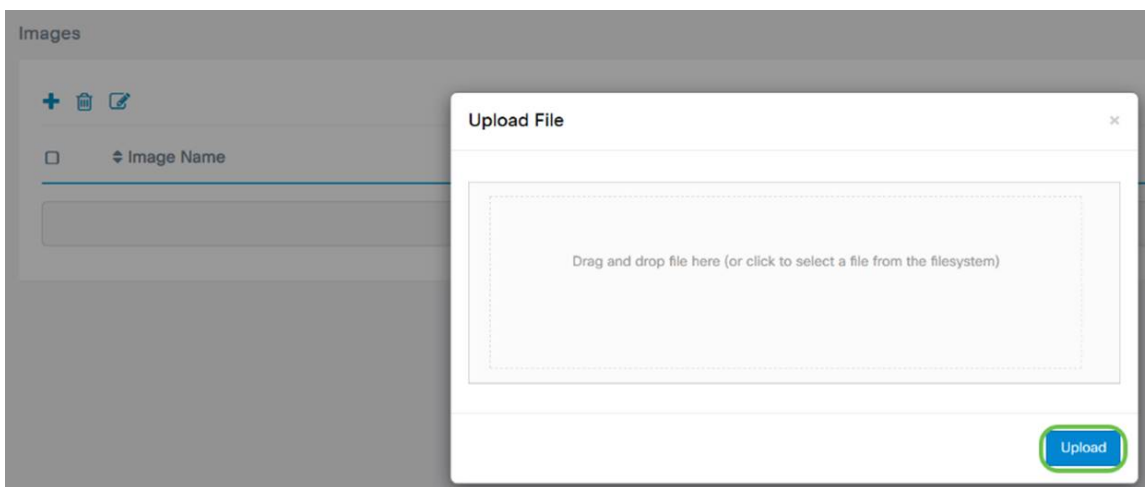 Images
Upload File
×
Image Name
Drag and drop file here (or click to select a file from the filesystem)
Upload